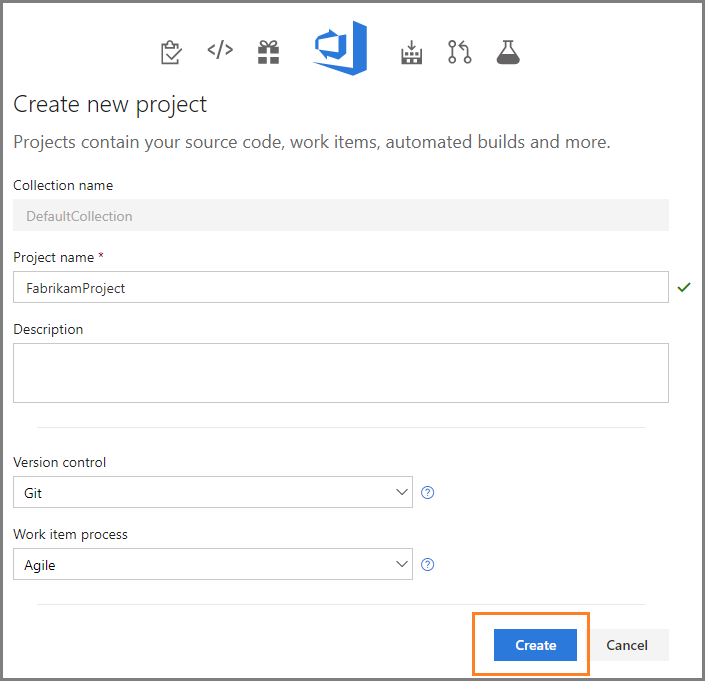 </>
Create new project
Projects contain your source code, work items, automated builds and more.
Collection name
DefaultCollection
Project name *
FabrikamProject
Description
Version control
Git
?
Work item process
Agile
?
Create Cancel